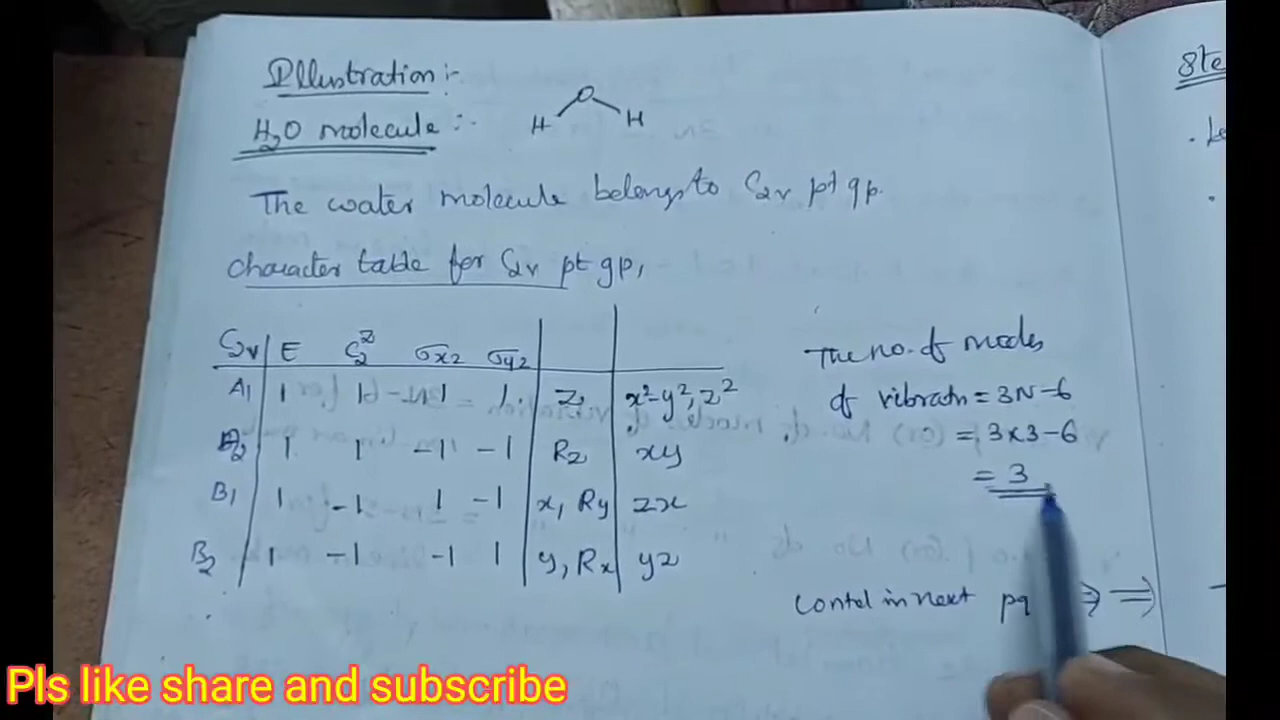 Illustration:-
H₂O molecule :-
O
H H
The water molecule belongs to C₂v pt gp.
character table for C₂v pt gp,
C₂v E C₂ᶻ σxz σyz
A₁ 1 1 1 1 z x²-y², z²
A₂ 1 1 -1 -1 Rz xy
B₁ 1 -1 1 -1 x, Ry zx
B₂ 1 -1 -1 1 y, Rx yz
The no. of modes
of vibratn = 3N-6
= 3x3-6
= 3
contd in next pg ⇒ ⇒
Ste
Pls like share and subscribe